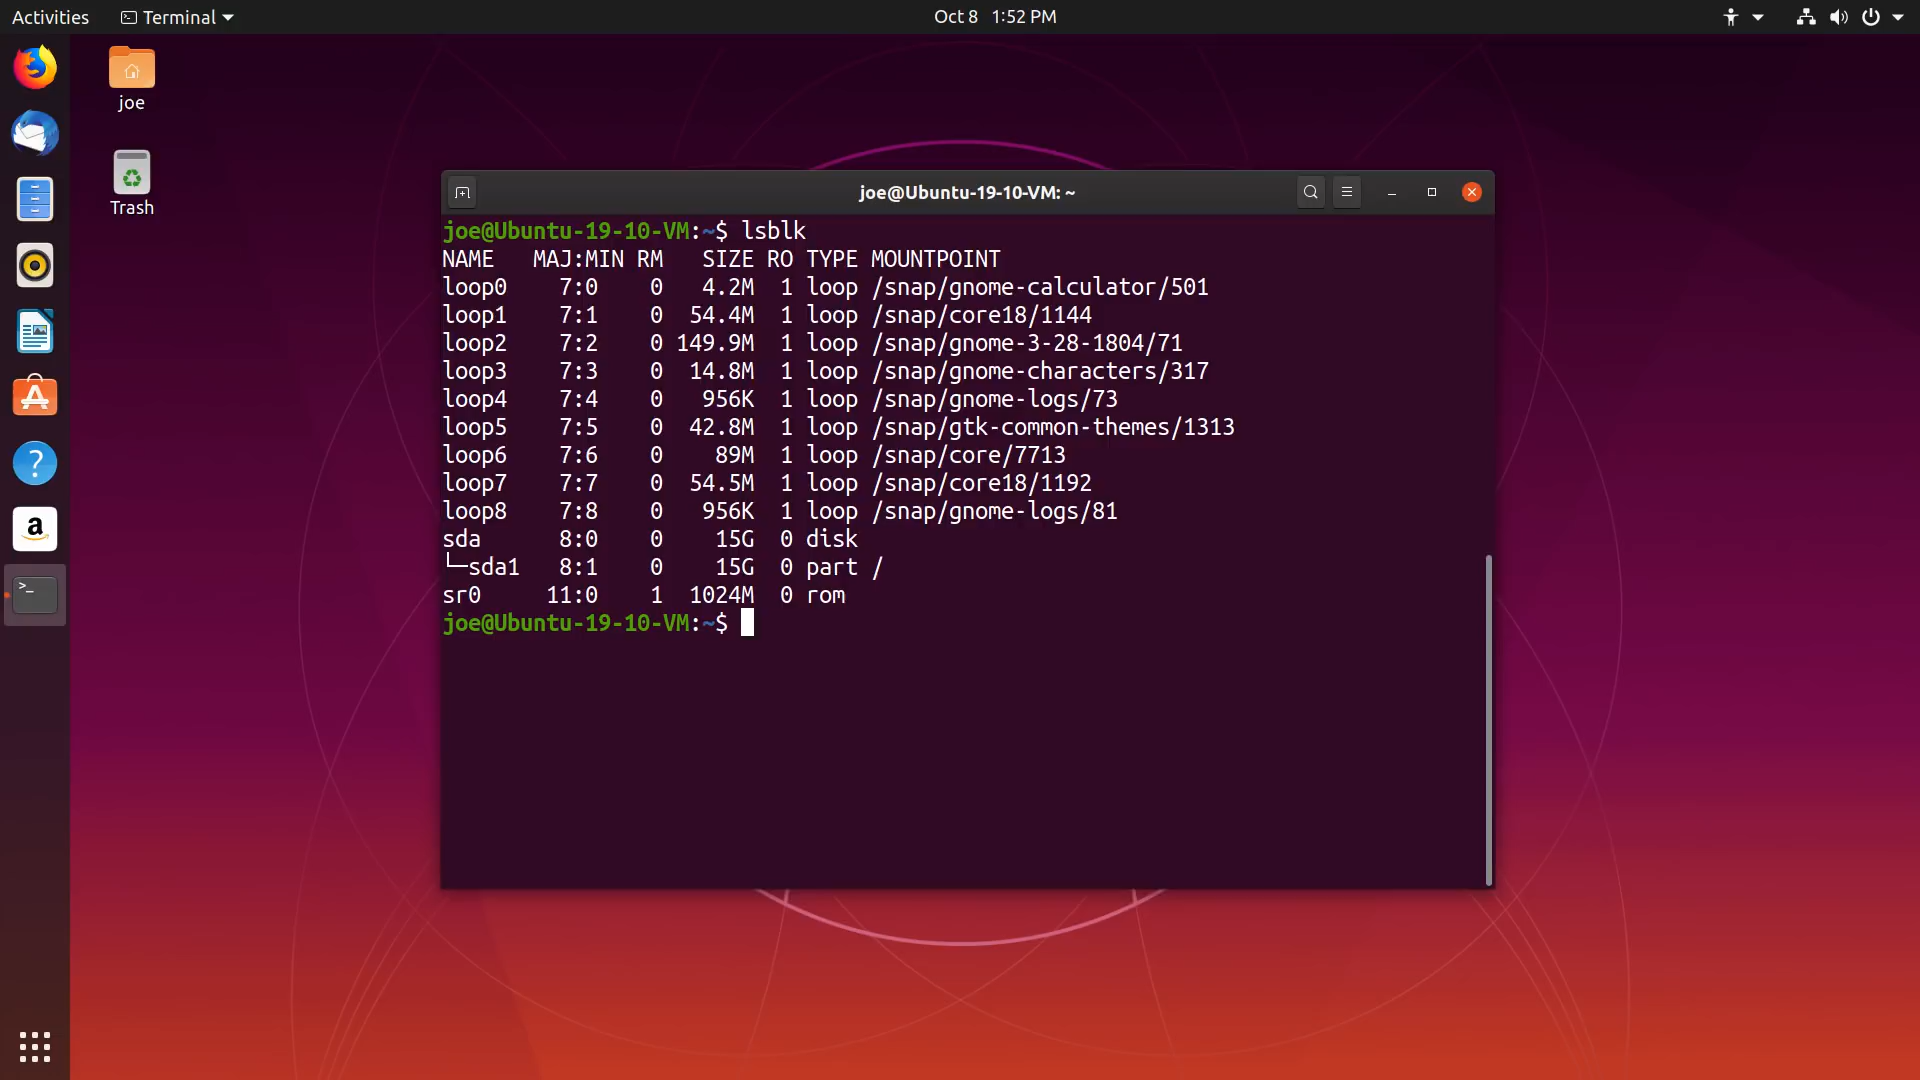 Activities Terminal Oct 8 1:52 PM
joe
Trash
joe@Ubuntu-19-10-VM: ~
joe@Ubuntu-19-10-VM:~$ lsblk
NAME   MAJ:MIN RM   SIZE RO TYPE MOUNTPOINT
loop0    7:0    0   4.2M  1 loop /snap/gnome-calculator/501
loop1    7:1    0  54.4M  1 loop /snap/core18/1144
loop2    7:2    0 149.9M  1 loop /snap/gnome-3-28-1804/71
loop3    7:3    0  14.8M  1 loop /snap/gnome-characters/317
loop4    7:4    0   956K  1 loop /snap/gnome-logs/73
loop5    7:5    0  42.8M  1 loop /snap/gtk-common-themes/1313
loop6    7:6    0    89M  1 loop /snap/core/7713
loop7    7:7    0  54.5M  1 loop /snap/core18/1192
loop8    7:8    0   956K  1 loop /snap/gnome-logs/81
sda      8:0    0    15G  0 disk
└─sda1   8:1    0    15G  0 part /
sr0     11:0    1  1024M  0 rom
joe@Ubuntu-19-10-VM:~$